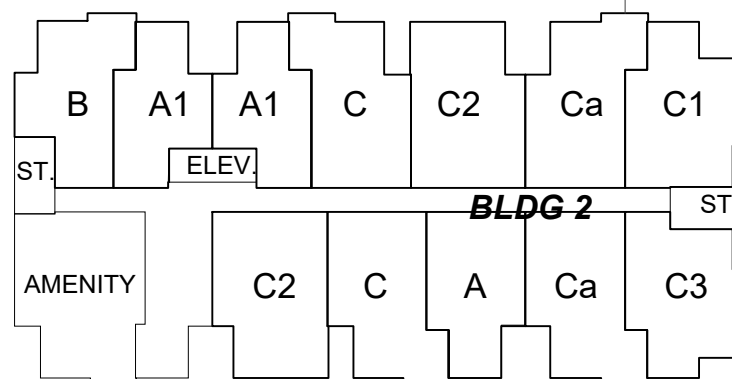 B A1 A1 C C2 Ca C1
ST. ELEV.
BLDG 2 ST
AMENITY C2 C A Ca C3